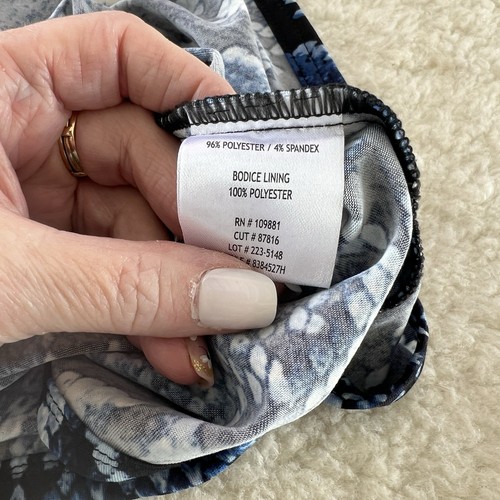 96% POLYESTER / 4% SPANDEX
BODICE LINING
100% POLYESTER
RN # 109881
CUT # 87816
LOT # 223-5148
# 8384527H